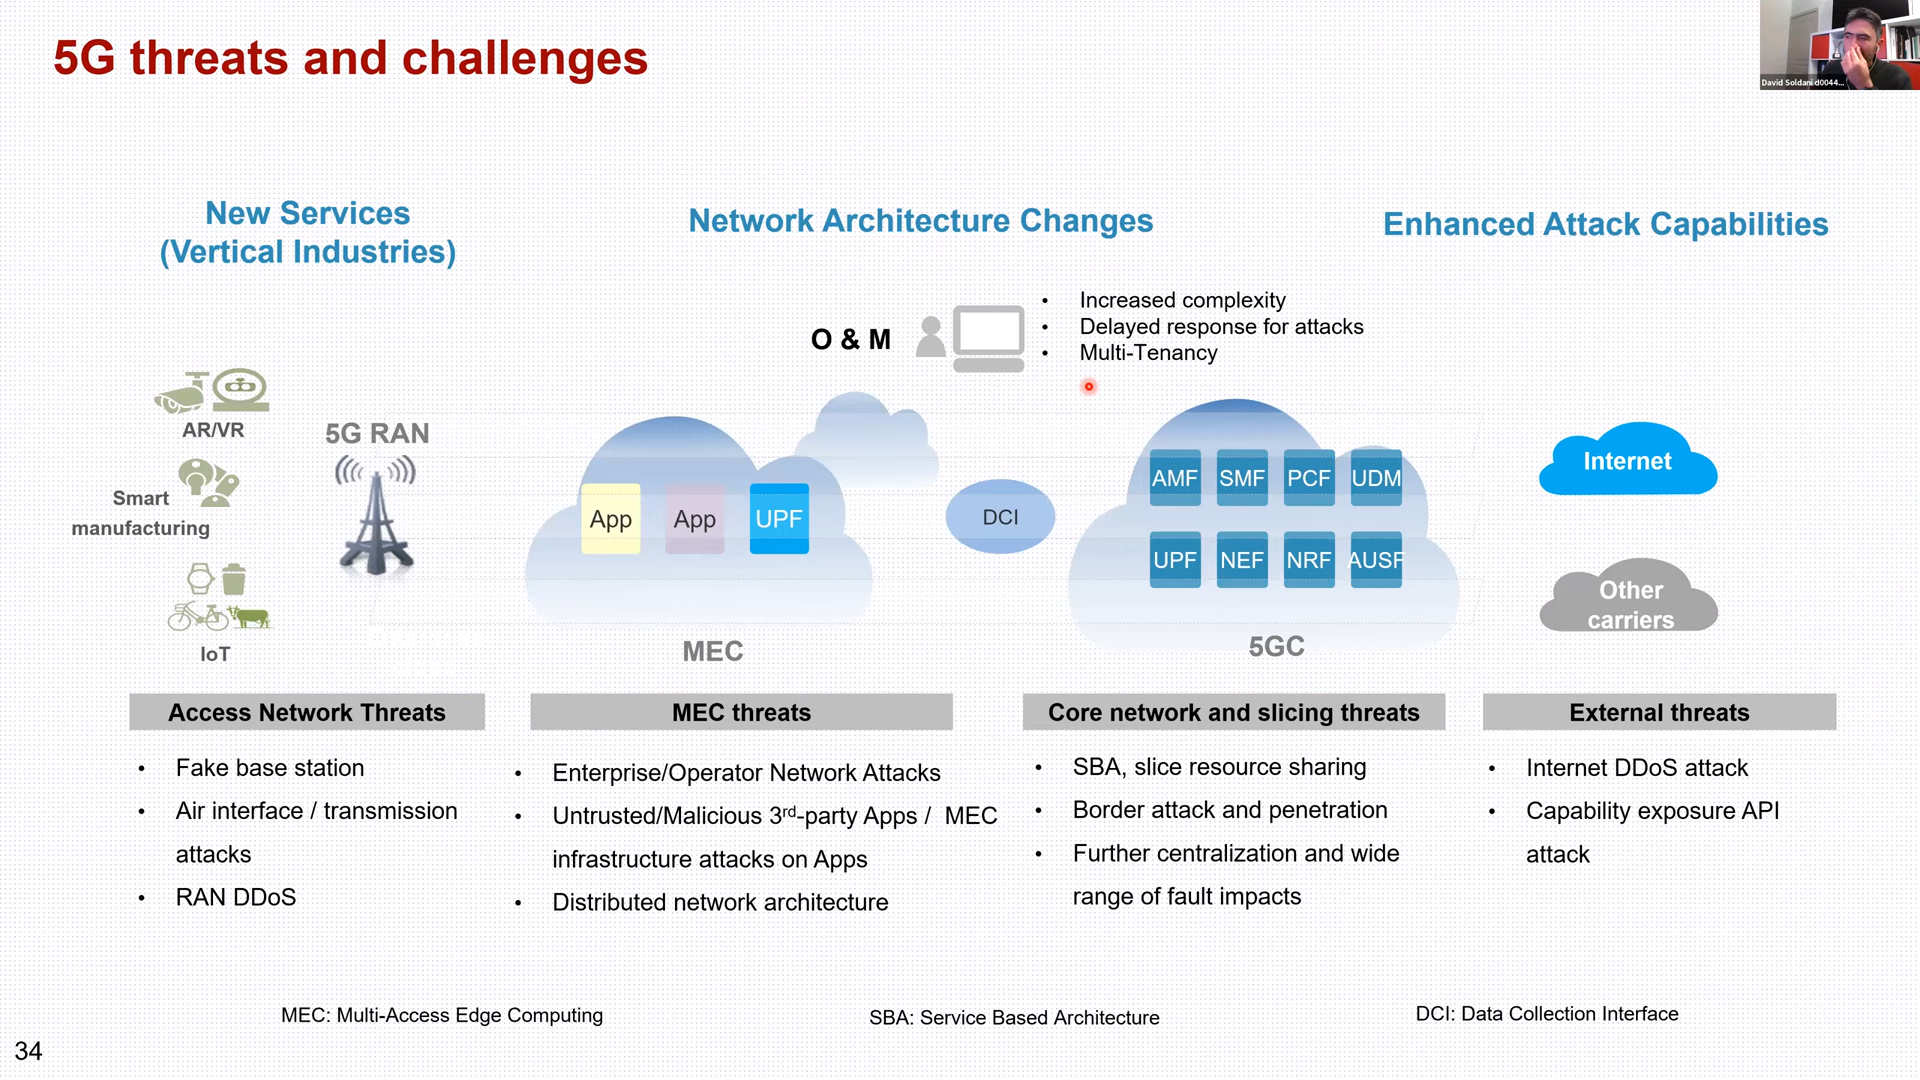 5G threats and challenges
David Soldani d0044...
New Services
(Vertical Industries)
Network Architecture Changes
Enhanced Attack Capabilities
O & M
• Increased complexity
• Delayed response for attacks
• Multi-Tenancy
AR/VR
Smart
manufacturing
IoT
5G RAN
App
App
UPF
MEC
DCI
AMF SMF PCF UDM
UPF NEF NRF AUSF
5GC
Internet
Other
carriers
Access Network Threats
• Fake base station
• Air interface / transmission
attacks
• RAN DDoS
MEC threats
• Enterprise/Operator Network Attacks
• Untrusted/Malicious 3rd-party Apps / MEC
infrastructure attacks on Apps
• Distributed network architecture
Core network and slicing threats
• SBA, slice resource sharing
• Border attack and penetration
• Further centralization and wide
range of fault impacts
External threats
• Internet DDoS attack
• Capability exposure API
attack
MEC: Multi-Access Edge Computing
SBA: Service Based Architecture
DCI: Data Collection Interface
34